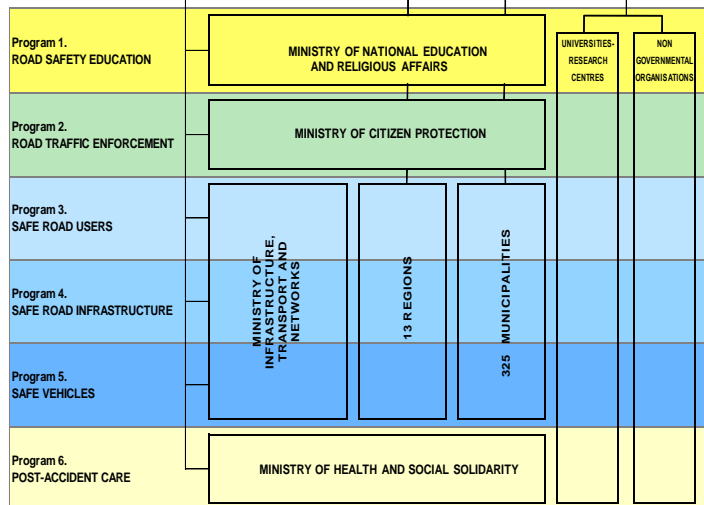 Program 1.
ROAD SAFETY EDUCATION
MINISTRY OF NATIONAL EDUCATION
AND RELIGIOUS AFFAIRS
UNIVERSITIES-
RESEARCH
CENTRES
NON
GOVERNMENTAL
ORGANISATIONS
Program 2.
ROAD TRAFFIC ENFORCEMENT
MINISTRY OF CITIZEN PROTECTION
Program 3.
SAFE ROAD USERS
Program 4.
SAFE ROAD INFRASTRUCTURE
Program 5.
SAFE VEHICLES
MINISTRY OF
INFRASTRUCTURE,
TRANSPORT AND
NETWORKS
13 REGIONS
325 MUNICIPALITIES
Program 6.
POST-ACCIDENT CARE
MINISTRY OF HEALTH AND SOCIAL SOLIDARITY